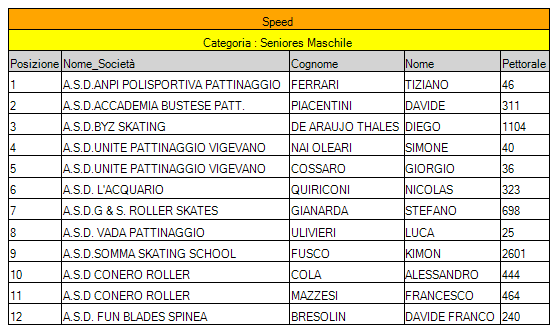 Speed
Categoria : Seniores Maschile
Posizione Nome_Società Cognome Nome Pettorale
1 A.S.D.ANPI POLISPORTIVA PATTINAGGIO FERRARI TIZIANO 46
2 A.S.D.ACCADEMIA BUSTESE PATT. PIACENTINI DAVIDE 311
3 A.S.D.BYZ SKATING DE ARAUJO THALES DIEGO 1104
4 A.S.D.UNITE PATTINAGGIO VIGEVANO NAI OLEARI SIMONE 40
5 A.S.D.UNITE PATTINAGGIO VIGEVANO COSSARO GIORGIO 36
6 A.S.D. L'ACQUARIO QUIRICONI NICOLAS 323
7 A.S.D.G & S. ROLLER SKATES GIANARDA STEFANO 698
8 A.S.D. VADA PATTINAGGIO ULIVIERI LUCA 25
9 A.S.D.SOMMA SKATING SCHOOL FUSCO KIMON 2601
10 A.S.D CONERO ROLLER COLA ALESSANDRO 444
11 A.S.D CONERO ROLLER MAZZESI FRANCESCO 464
12 A.S.D. FUN BLADES SPINEA BRESOLIN DAVIDE FRANCO 240